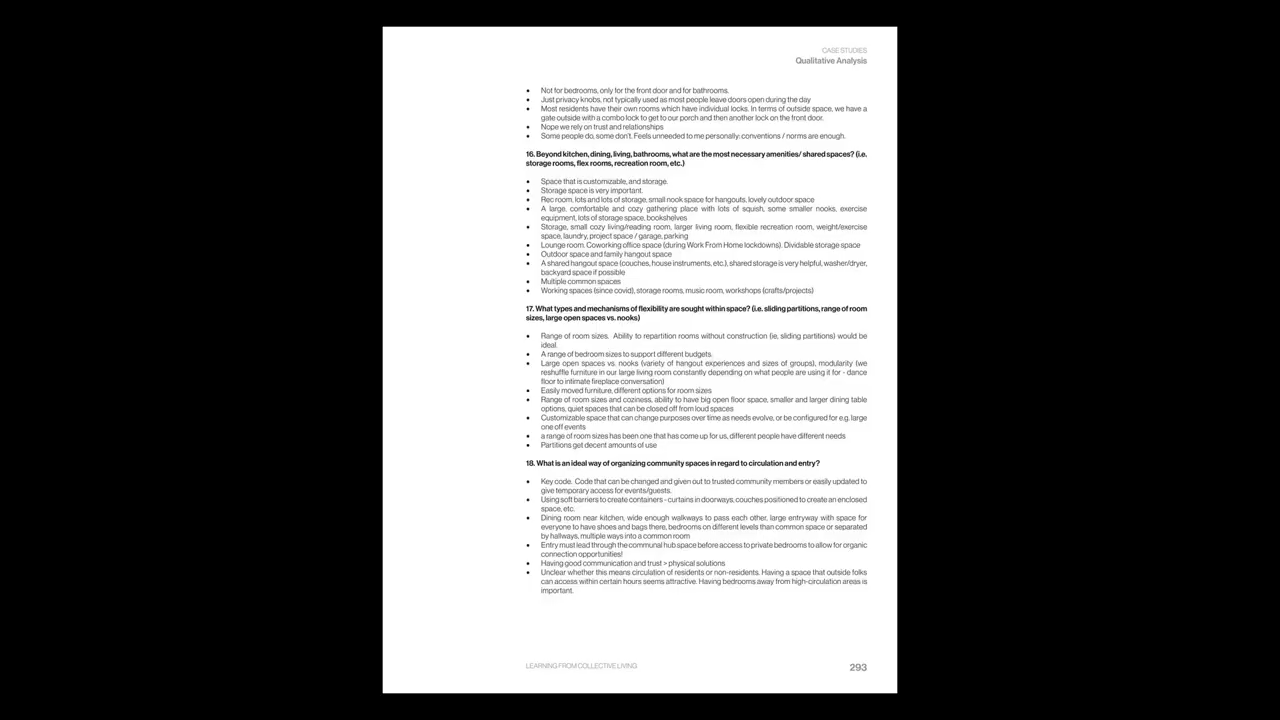 CASE STUDIES
Qualitative Analysis
• Not for bedrooms, only for the front door and for bathrooms.
• Just privacy knobs, not typically used as most people leave doors open during the day
• Most residents have their own rooms which have individual locks. In terms of outside space, we have a
gate outside with a combo lock to get to our porch and then another lock on the front door.
• Nope we rely on trust and relationships
• Some people do, some don't. Feels unneeded to me personally: conventions / norms are enough.
16. Beyond kitchen, dining, living, bathrooms, what are the most necessary amenities/ shared spaces? (i.e.
storage rooms, flex rooms, recreation room, etc.)
• Space that is customizable, and storage.
• Storage space is very important.
• Rec room. lots and lots of storage. small nook space for hangouts. lovely outdoor space
• A large, comfortable and cozy gathering place with lots of squish, some smaller nooks, exercise
equipment, lots of storage space, bookshelves
• Storage, small cozy living/reading room, larger living room, flexible recreation room, weight/exercise
space, laundry, project space / garage, parking
• Lounge room. Coworking office space (during Work From Home lockdowns). Dividable storage space
• Outdoor space and family hangout space
• A shared hangout space (couches, house instruments, etc.), shared storage is very helpful, washer/dryer,
backyard space if possible
• Multiple common spaces
• Working spaces (since covid), storage rooms, music room, workshops (crafts/projects)
17. What types and mechanisms of flexibility are sought within space? (i.e. sliding partitions, range of room
sizes, large open spaces vs. nooks)
• Range of room sizes. Ability to repartition rooms without construction (ie, sliding partitions) would be
ideal.
• A range of bedroom sizes to support different budgets.
• Large open spaces vs. nooks (variety of hangout experiences and sizes of groups), modularity (we
reshuffle furniture in our large living room constantly depending on what people are using it for - dance
floor to intimate fireplace conversation)
• Easily moved furniture, different options for room sizes
• Range of room sizes and coziness, ability to have big open floor space, smaller and larger dining table
options, quiet spaces that can be closed off from loud spaces
• Customizable space that can change purposes over time as needs evolve, or be configured for e.g. large
one off events
• a range of room sizes has been one that has come up for us, different people have different needs
• Partitions get decent amounts of use
18. What is an ideal way of organizing community spaces in regard to circulation and entry?
• Key code. Code that can be changed and given out to trusted community members or easily updated to
give temporary access for events/guests.
• Using soft barriers to create containers - curtains in doorways, couches positioned to create an enclosed
space, etc.
• Dining room near kitchen, wide enough walkways to pass each other, large entryway with space for
everyone to have shoes and bags there, bedrooms on different levels than common space or separated
by hallways, multiple ways into a common room
• Entry must lead through the communal hub space before access to private bedrooms to allow for organic
connection opportunities!
• Having good communication and trust > physical solutions
• Unclear whether this means circulation of residents or non-residents. Having a space that outside folks
can access within certain hours seems attractive. Having bedrooms away from high-circulation areas is
important.
LEARNING FROM COLLECTIVE LIVING
293